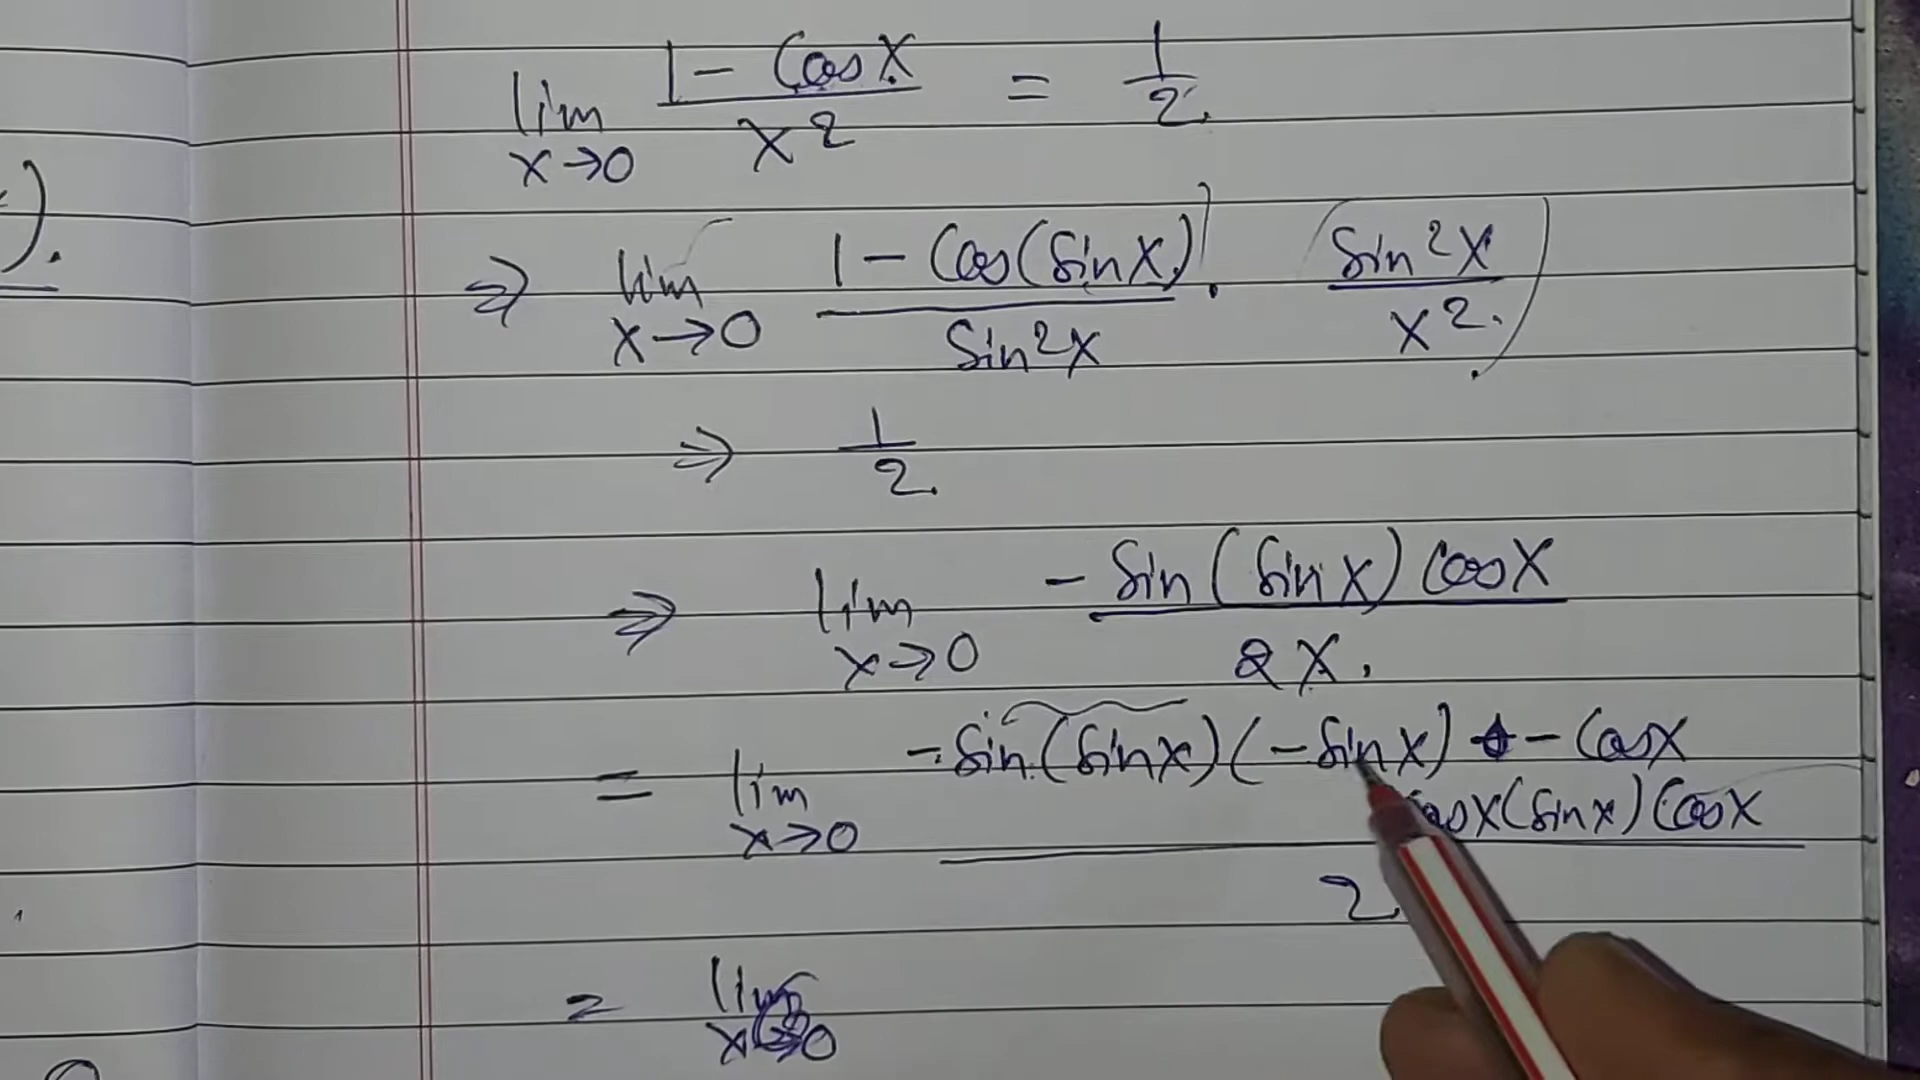 lim x→0 (1 - Cos x)/x² = 1/2.
⇒ lim x→0 (1 - Cos(Sin x))/Sin²x . (Sin²x/x².)
⇒ 1/2.
⇒ lim x→0 (-Sin(Sin x) Cos x)/2x.
= lim x→0 (-Sin(Sin x)(-Sin x) - Cos x Cos x(Sin x) Cos x)/2
= lim x→0